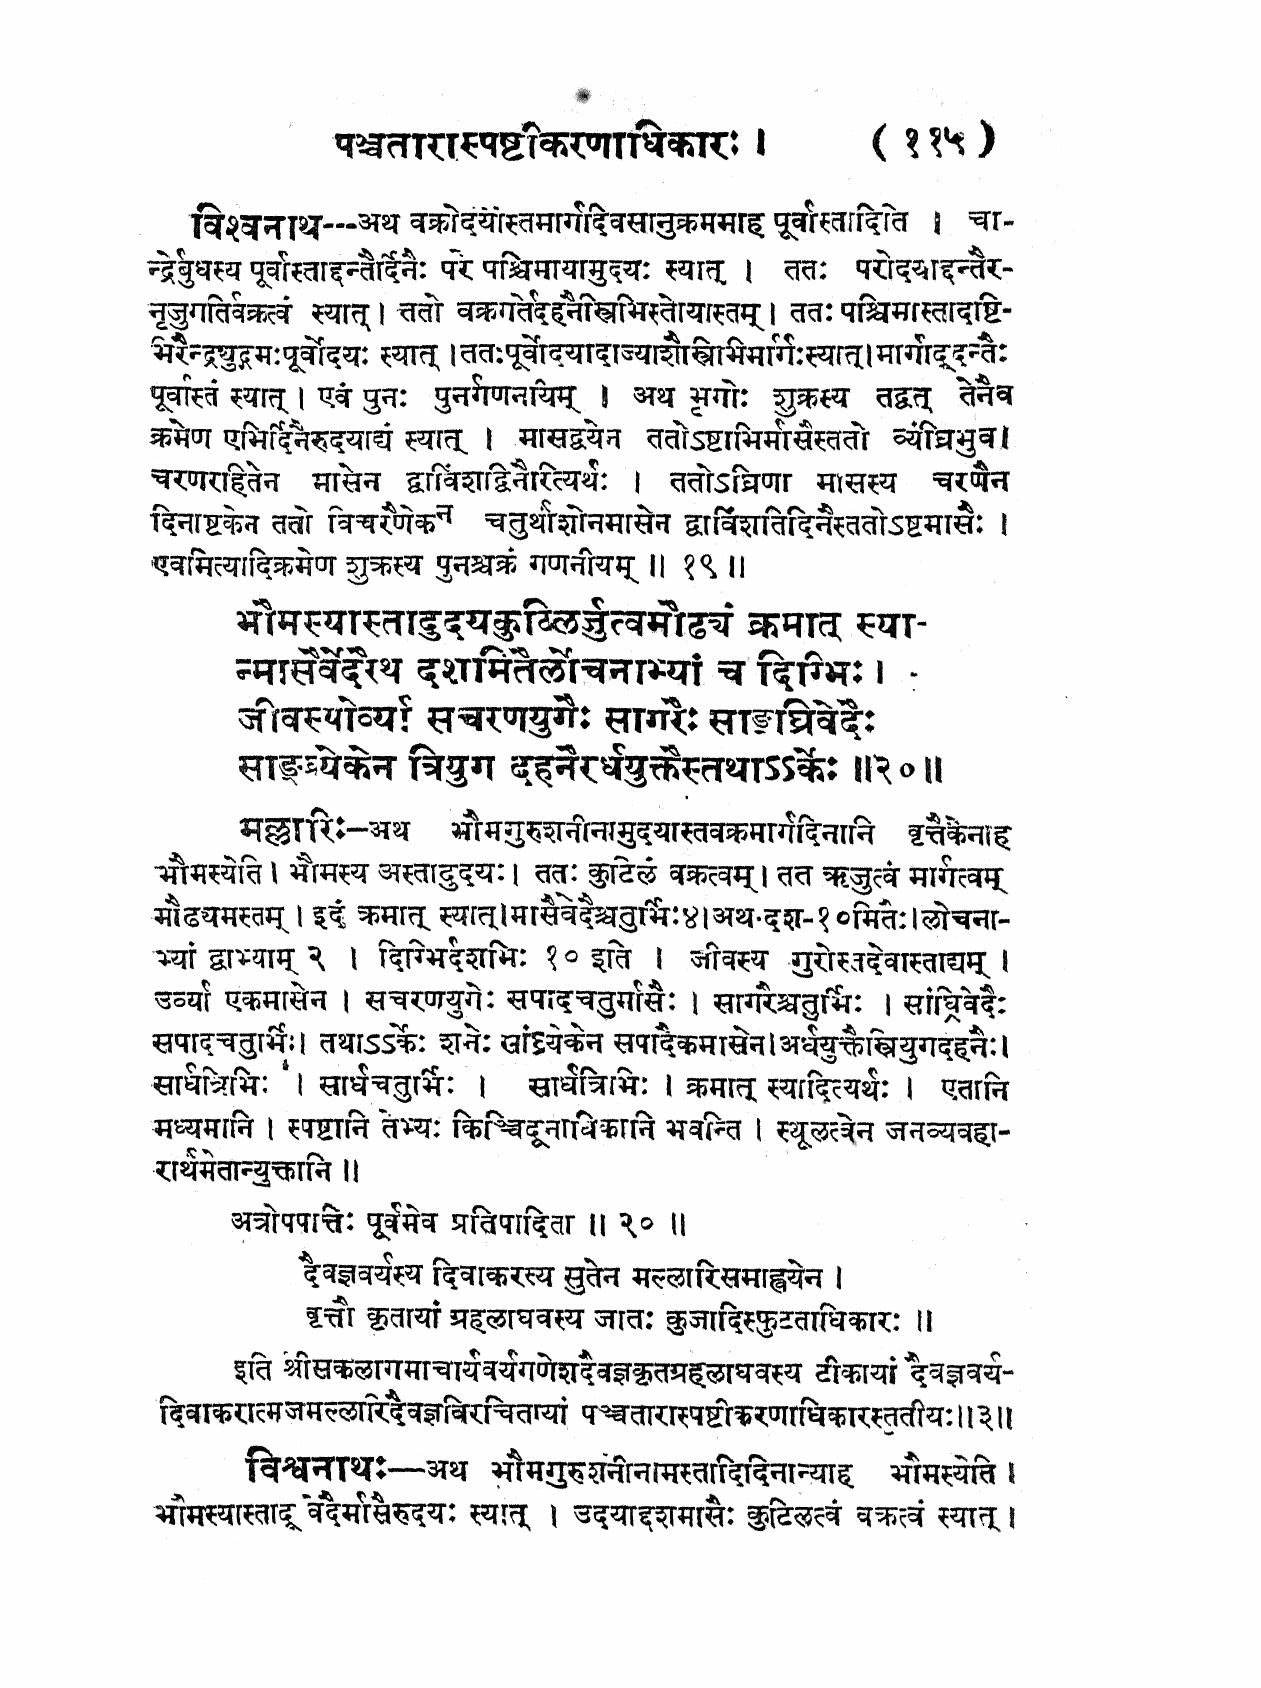 पञ्चतारास्पष्टीकरणाधिकारः । (११५)
विश्वनाथ---अथ वक्रोदयास्तमार्गादिवसानुक्रममाह पूर्वास्तादिति । चा-
न्द्रेर्बुधस्य पूर्वास्ताद्दन्तैर्दिनैः परे पश्चिमायामुदयः स्यात् । ततः परोदयाद्दन्तैर-
नृजुगतिर्वक्रत्वं स्यात् । ततो वक्रगतेर्दहनैस्त्रिभिस्तोयास्तम् । ततः पश्चिमास्तादष्टि-
भिरैन्द्र्युद्गमः पूर्वोदयः स्यात् । ततः पूर्वोदयादाज्याशैस्त्रिभिर्मार्गः स्यात् । मार्गाद्दन्तैः
पूर्वास्तं स्यात् । एवं पुनः पुनर्गणनीयम् । अथ भृगोः शुक्रस्य तद्वत् तेनैव
क्रमेण एभिर्दिनैरुदयाद्यं स्यात् । मासद्वयेन ततोऽष्टाभिर्मासैस्ततो व्यंघ्रिभुवा
चरणरहितेन मासेन द्वाविंशद्दिनैरित्यर्थः । ततोऽघ्रिणा मासस्य चरणेन
दिनाष्टकेन ततो विचरणैकेन चतुर्थांशोनमासेन द्वाविंशतिदिनैस्ततोऽष्टमासैः ।
एवमित्यादिक्रमेण शुक्रस्य पुनश्चक्रं गणनीयम् ॥ १९ ॥
भौमस्यास्तादुदयकुटिलर्जुत्वमौढ्यं क्रमात् स्या-
न्मासैर्वेदैरथ दशमितैर्लोचनाभ्यां च दिग्भिः ।
जीवस्योर्व्या सचरणयुगैः सागरैः साङ्घ्रिवेदैः
साङ्घ्र्येकेन त्रियुग दहनैरर्धयुक्तैस्तथाऽऽर्केः ॥२०॥
मल्लारिः—अथ भौमगुरुशनीनामुदयास्तवक्रमार्गदिनानि वृत्तैकेनाह
भौमस्येति । भौमस्य अस्तादुदयः । ततः कुटिलं वक्रत्वम् । तत ऋजुत्वं मार्गत्वम्
मौढ्यमस्तम् । इदं क्रमात् स्यात् । मासैर्वेदैश्चतुर्भिः ४ । अथ दश-१०मितैः । लोचना-
भ्यां द्वाभ्याम् २ । दिग्भिर्दशभिः १० इति । जीवस्य गुरोस्तदेवास्ताद्यम् ।
उर्व्या एकमासेन । सचरणयुगैः सपादचतुर्मासैः । सागरैश्चतुर्भिः । सांघ्रिवेदैः
सपादचतुर्भिः । तथाऽऽर्केः शनेः सांघ्र्येकेन सपादैकमासेन । अर्धयुक्तैस्त्रियुगदहनैः ।
सार्धत्रिभिः । सार्धचतुर्भिः । सार्धत्रिभिः । क्रमात् स्यादित्यर्थः । एतानि
मध्यमानि । स्पष्टानि तेभ्यः किञ्चिदूनाधिकानि भवन्ति । स्थूलत्वेन जनव्यवहा-
रार्थमेतान्युक्तानि ॥
अत्रोपपत्तिः पूर्वमेव प्रतिपादिता ॥ २० ॥
दैवज्ञवर्यस्य दिवाकरस्य सुतेन मल्लारिसमाह्वयेन ।
वृत्तौ कृतायां ग्रहलाघवस्य जातः कुजादिस्फुटताधिकारः ॥
इति श्रीसकलागमाचार्यवर्यगणेशदैवज्ञकृतग्रहलाघवस्य टीकायां दैवज्ञवर्य-
दिवाकरात्मजमल्लारिदैवज्ञविरचितायां पञ्चतारास्पष्टीकरणाधिकारस्तृतीयः ॥३॥
विश्वनाथः—अथ भौमगुरुशनीनामस्तादिदिनान्याह भौमस्येति ।
भौमस्यास्ताद् वेदैर्मासैरुदयः स्यात् । उदयाद्दशमासैः कुटिलत्वं वक्रत्वं स्यात् ।